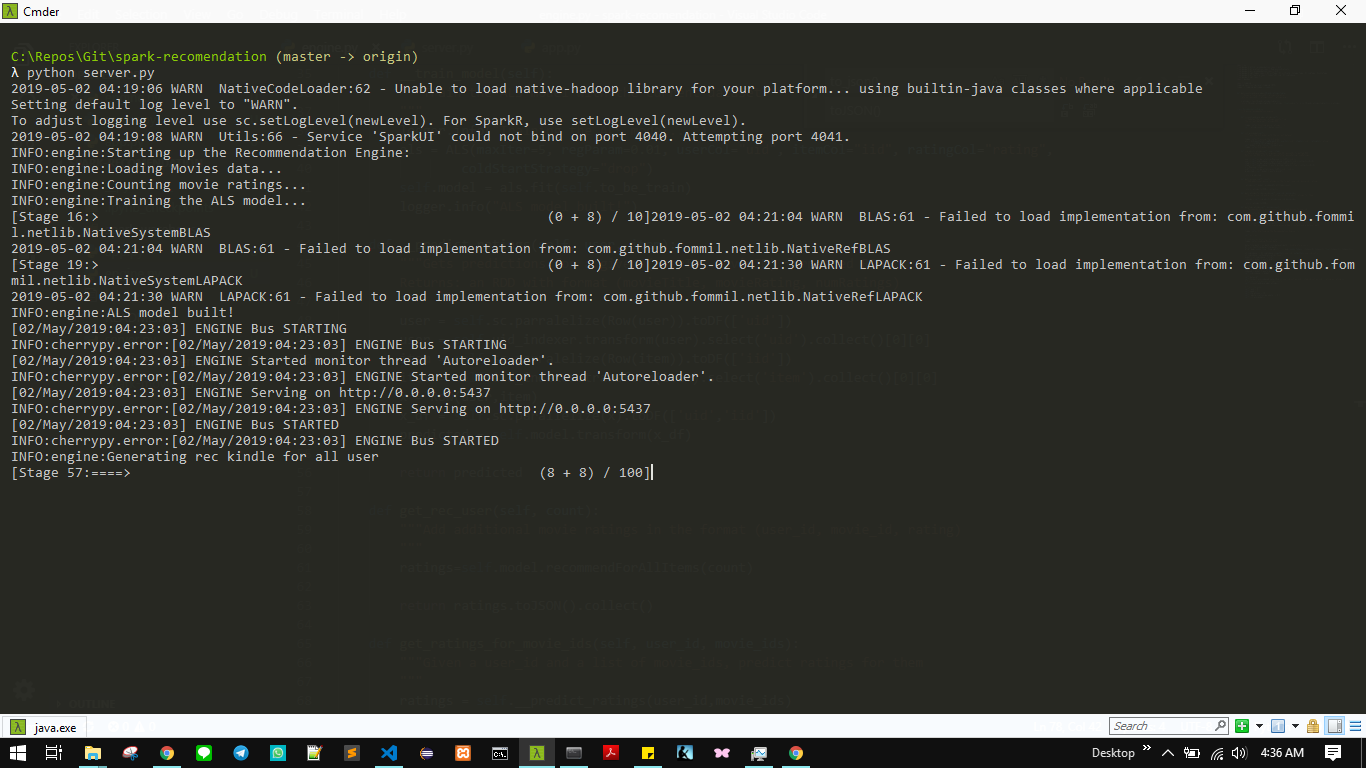 Cmder
C:\Repos\Git\spark-recomendation (master -> origin)
λ python server.py
2019-05-02 04:19:06 WARN  NativeCodeLoader:62 - Unable to load native-hadoop library for your platform... using builtin-java classes where applicable
Setting default log level to "WARN".
To adjust logging level use sc.setLogLevel(newLevel). For SparkR, use setLogLevel(newLevel).
2019-05-02 04:19:08 WARN  Utils:66 - Service 'SparkUI' could not bind on port 4040. Attempting port 4041.
INFO:engine:Starting up the Recommendation Engine:
INFO:engine:Loading Movies data...
INFO:engine:Counting movie ratings...
INFO:engine:Training the ALS model...
[Stage 16:> (0 + 8) / 10]2019-05-02 04:21:04 WARN  BLAS:61 - Failed to load implementation from: com.github.fommi
l.netlib.NativeSystemBLAS
2019-05-02 04:21:04 WARN  BLAS:61 - Failed to load implementation from: com.github.fommil.netlib.NativeRefBLAS
[Stage 19:> (0 + 8) / 10]2019-05-02 04:21:30 WARN  LAPACK:61 - Failed to load implementation from: com.github.fom
mil.netlib.NativeSystemLAPACK
2019-05-02 04:21:30 WARN  LAPACK:61 - Failed to load implementation from: com.github.fommil.netlib.NativeRefLAPACK
INFO:engine:ALS model built!
[02/May/2019:04:23:03] ENGINE Bus STARTING
INFO:cherrypy.error:[02/May/2019:04:23:03] ENGINE Bus STARTING
[02/May/2019:04:23:03] ENGINE Started monitor thread 'Autoreloader'.
INFO:cherrypy.error:[02/May/2019:04:23:03] ENGINE Started monitor thread 'Autoreloader'.
[02/May/2019:04:23:03] ENGINE Serving on http://0.0.0.0:5437
INFO:cherrypy.error:[02/May/2019:04:23:03] ENGINE Serving on http://0.0.0.0:5437
[02/May/2019:04:23:03] ENGINE Bus STARTED
INFO:cherrypy.error:[02/May/2019:04:23:03] ENGINE Bus STARTED
INFO:engine:Generating rec kindle for all user
[Stage 57:====> (8 + 8) / 100]
java.exe
Search
Desktop
4:36 AM